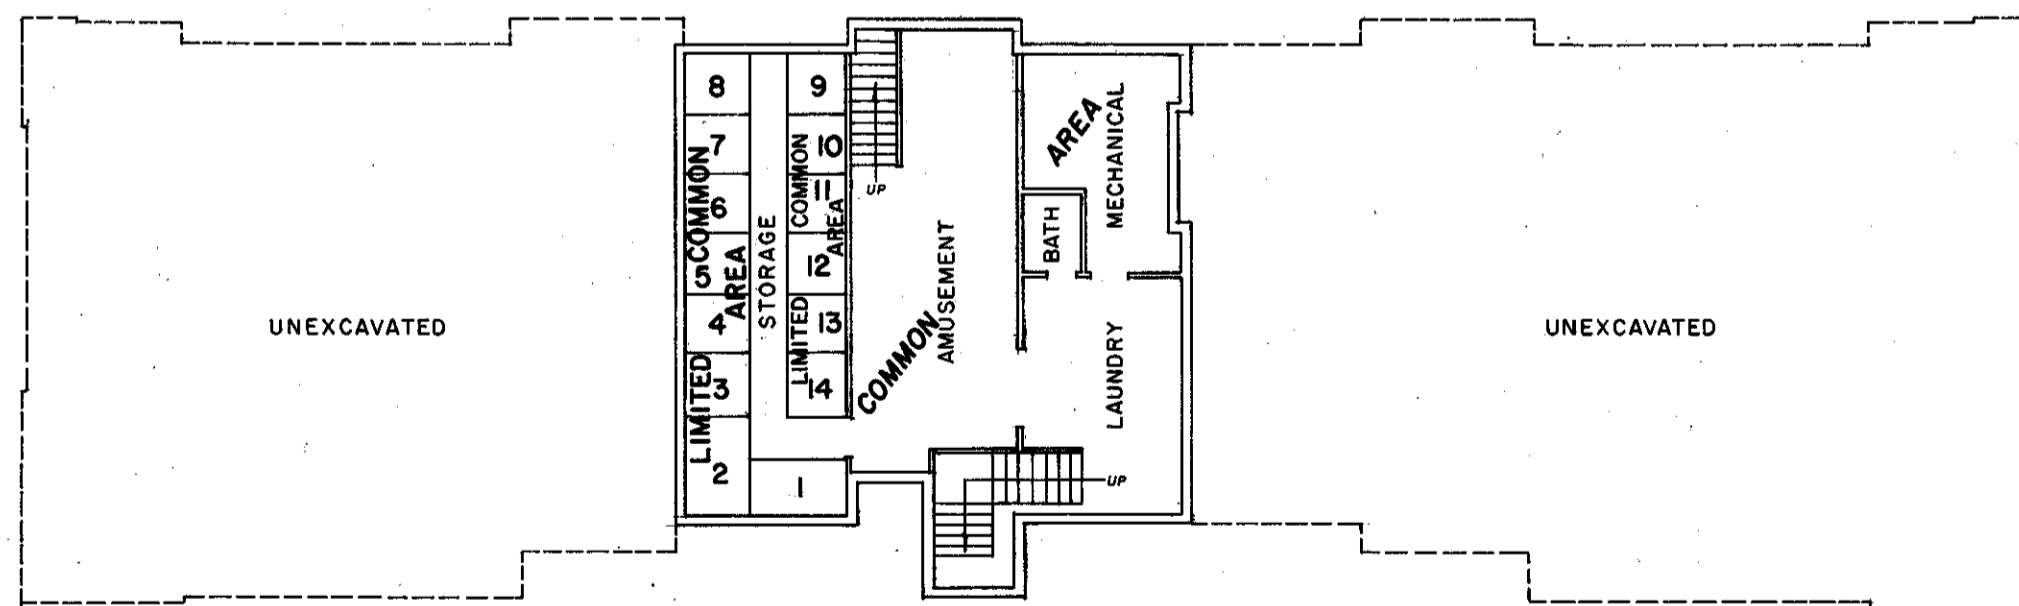 UNEXCAVATED
8
7
6
5
4
3
2
1
LIMITED COMMON
AREA
STORAGE
9
10
11
12
13
14
LIMITED COMMON
AREA
UP
AMUSEMENT
COMMON AREA
MECHANICAL
BATH
LAUNDRY
UP
UNEXCAVATED